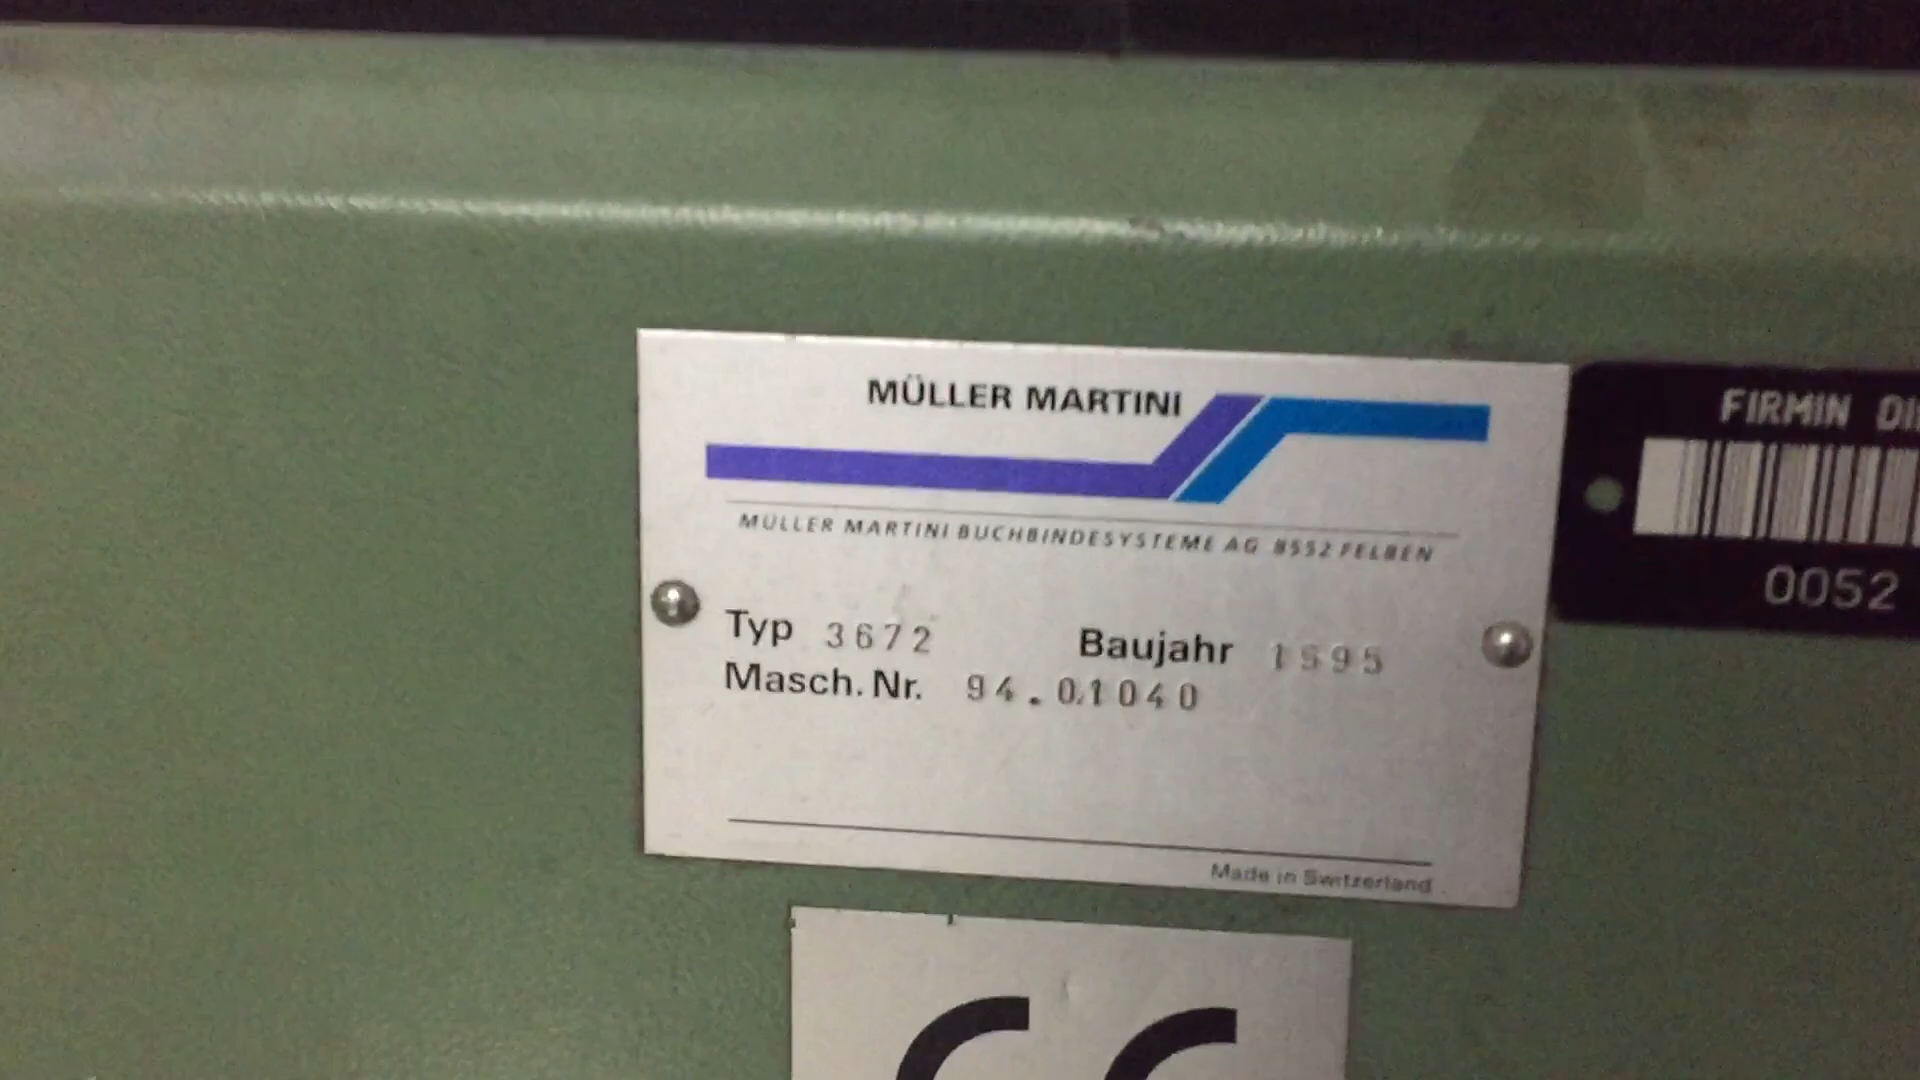 MÜLLER MARTINI
MÜLLER MARTINI BUCHBINDESYSTEME AG 8552 FELBEN
Typ 3672 Baujahr 1995
Masch. Nr. 94.01040
Made in Switzerland
FIRMIN
0052
CE